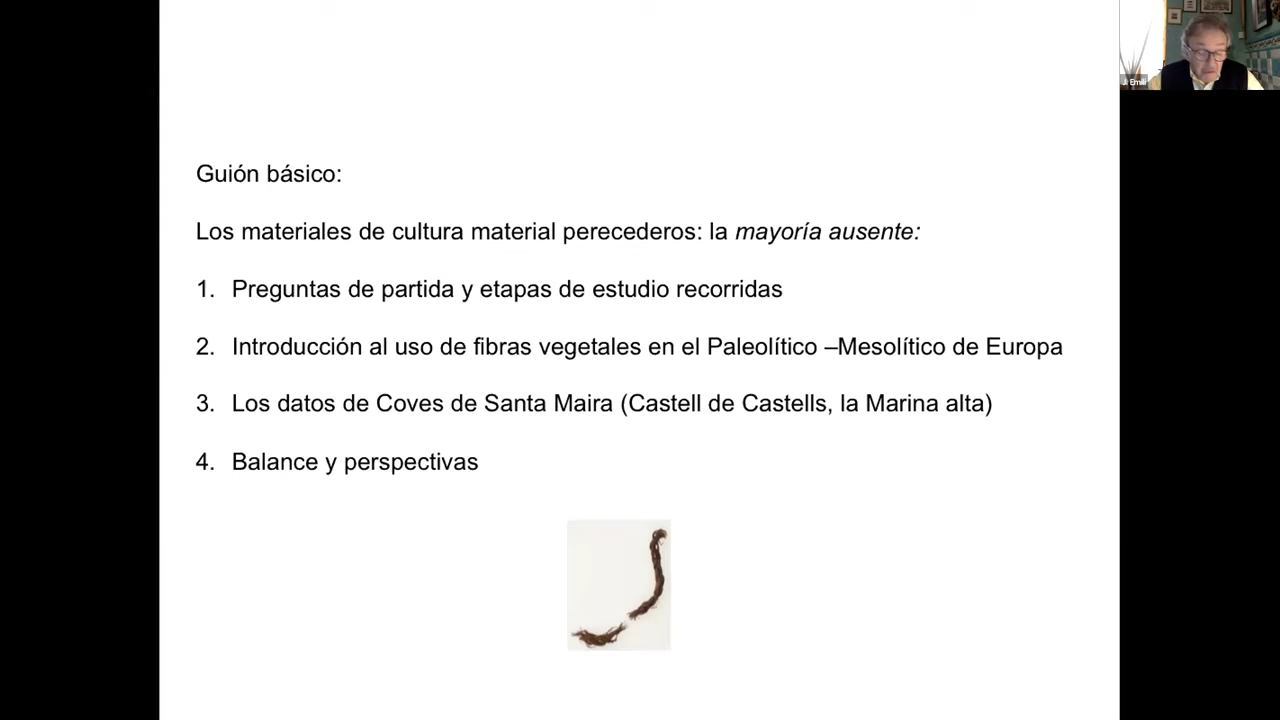 Guión básico:
Los materiales de cultura material perecederos: la mayoría ausente:
1. Preguntas de partida y etapas de estudio recorridas
2. Introducción al uso de fibras vegetales en el Paleolítico –Mesolítico de Europa
3. Los datos de Coves de Santa Maira (Castell de Castells, la Marina alta)
4. Balance y perspectivas